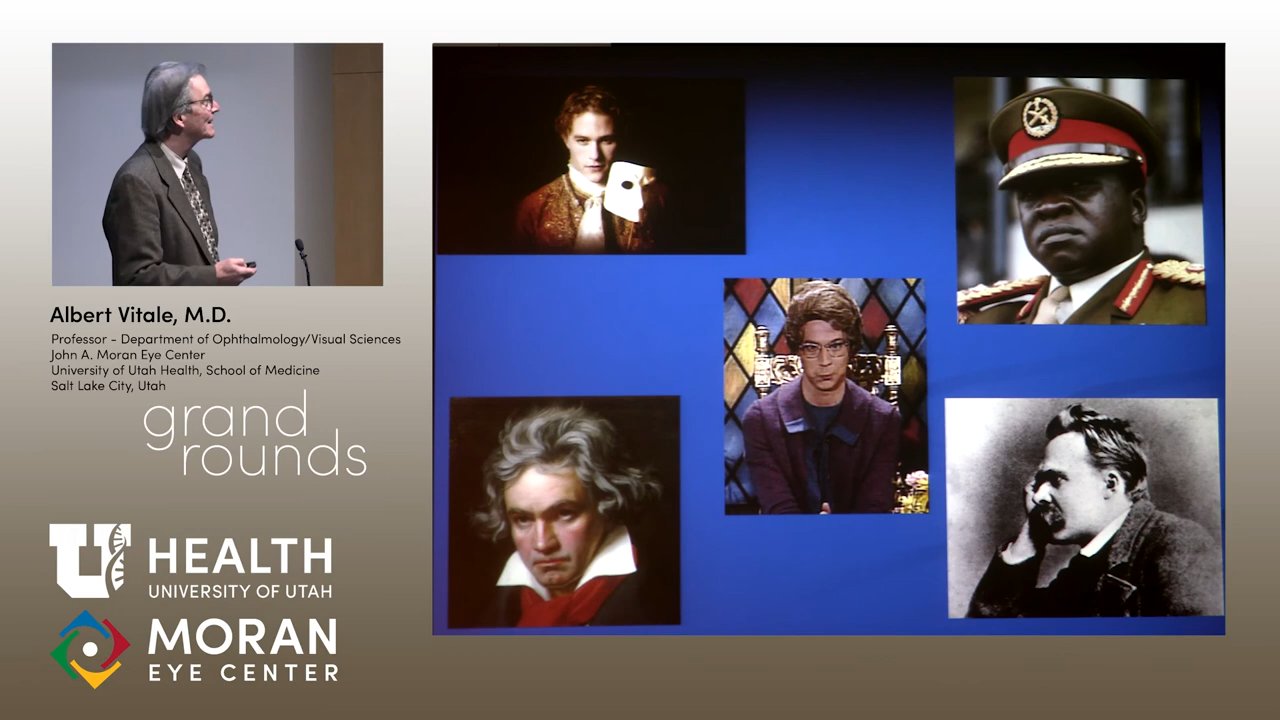 Albert Vitale, M.D.
Professor - Department of Ophthalmology/Visual Sciences
John A. Moran Eye Center
University of Utah Health, School of Medicine
Salt Lake City, Utah
grand
rounds
U HEALTH
UNIVERSITY OF UTAH
MORAN
EYE CENTER